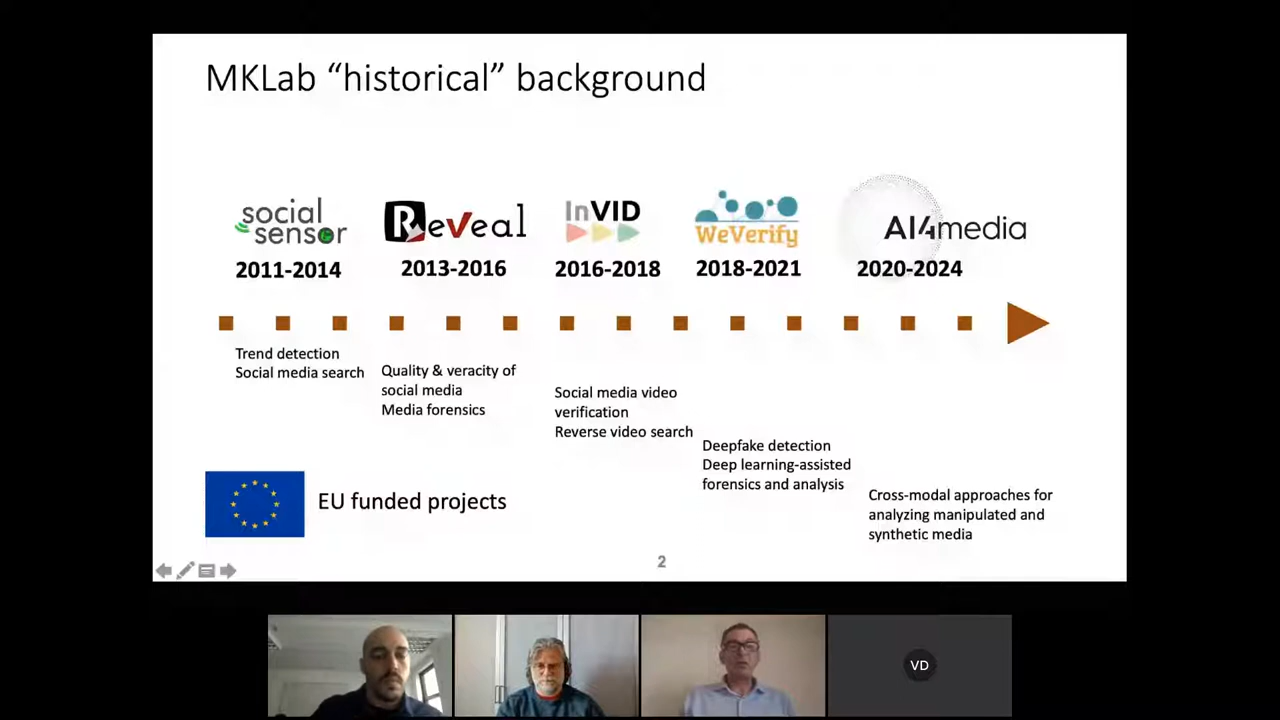 MKLab “historical” background
social
sensor
ReVeal
InVID
WeVerify
AI4media
2011-2014
2013-2016
2016-2018
2018-2021
2020-2024
Trend detection
Social media search
Quality & veracity of
social media
Media forensics
Social media video
verification
Reverse video search
Deepfake detection
Deep learning-assisted
forensics and analysis
Cross-modal approaches for
analyzing manipulated and
synthetic media
EU funded projects
2
VD